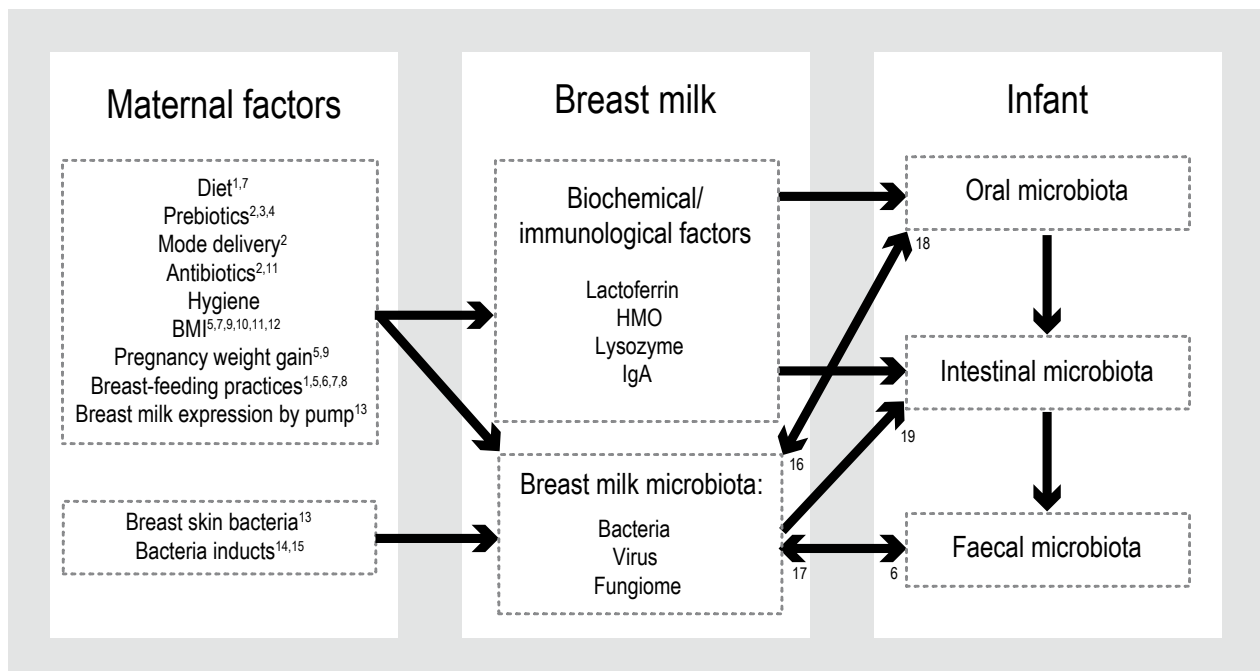 Maternal factors
Diet1,7
Prebiotics2,3,4
Mode delivery2
Antibiotics2,11
Hygiene
BMI5,7,9,10,11,12
Pregnancy weight gain5,9
Breast-feeding practices1,5,6,7,8
Breast milk expression by pump13
Breast skin bacteria13
Bacteria inducts14,15
Breast milk
Biochemical/
immunological factors
Lactoferrin
HMO
Lysozyme
IgA
Breast milk microbiota:
Bacteria
Virus
Fungiome
16
17
Infant
Oral microbiota
18
Intestinal microbiota
19
Faecal microbiota
6